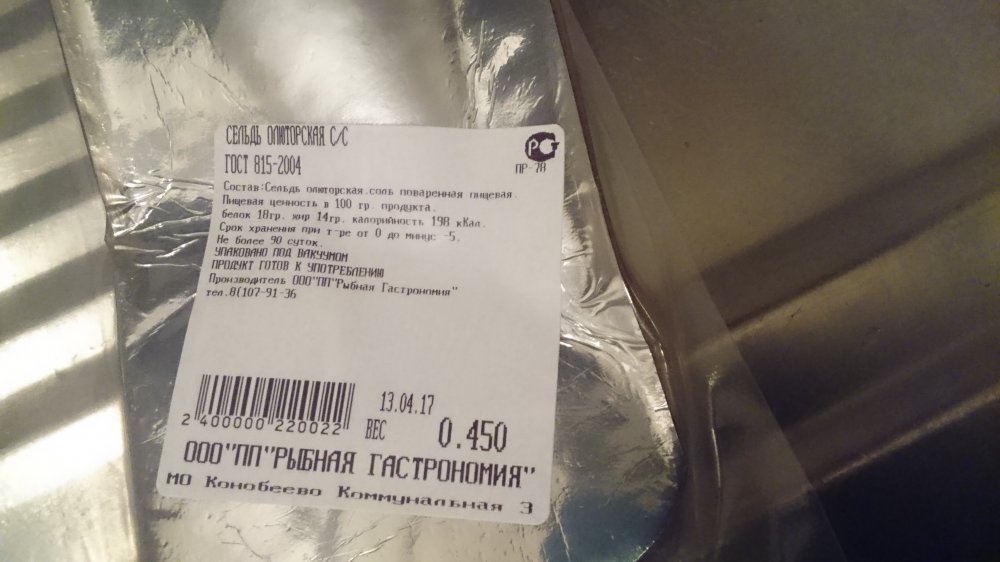 СЕЛЬДЬ ОЛЮТОРСКАЯ С/С
ГОСТ 815-2004
РСТ
ПР-78
Состав:Сельдь олюторская.соль поваренная пищевая.
Пищевая ценность в 100 гр. продукта.
белок 18гр. жир 14гр. калорийность 198 кКал.
Срок хранения при т-ре от 0 до минус -5.
Не более 90 суток.
УПАКОВАНО ПОД ВАКУУМОМ
ПРОДУКТ ГОТОВ К УПОТРЕБЛЕНИЮ
Производитель ООО"ПП"Рыбная Гастрономия"
тел.8(107-91-36
2 400000 220022
13.04.17
ВЕС 0.450
ООО"ПП"РЫБНАЯ ГАСТРОНОМИЯ"
МО Конобеево Коммунальная 3